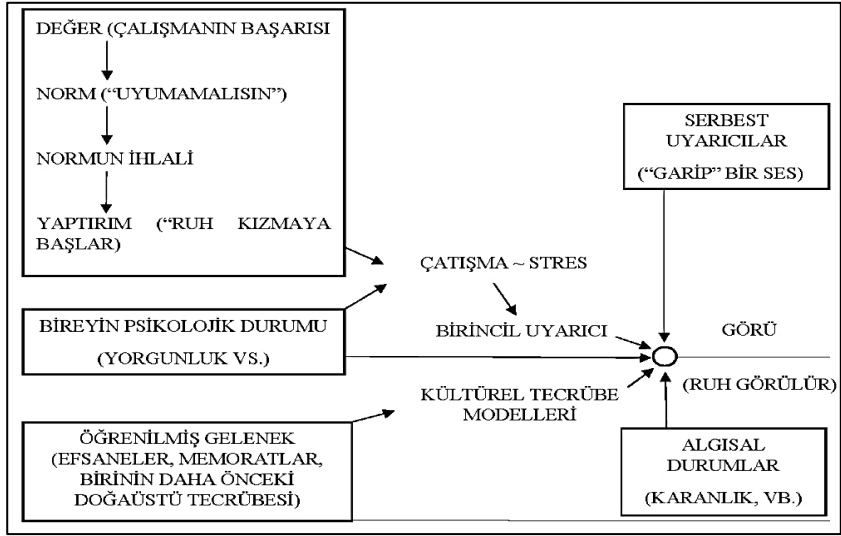 DEĞER (ÇALIŞMANIN BAŞARISI
NORM (“UYUMAMALISIN”)
NORMUN İHLALİ
YAPTIRIM (“RUH KIZMAYA
BAŞLAR)
SERBEST
UYARICILAR
(“GARİP” BİR SES)
ÇATIŞMA ~ STRES
BİREYİN PSİKOLOJİK DURUMU
(YORGUNLUK VS.)
BİRİNCİL UYARICI
GÖRÜ
(RUH GÖRÜLÜR)
KÜLTÜREL TECRÜBE
MODELLERİ
ÖĞRENİLMİŞ GELENEK
(EFSANELER, MEMORATLAR,
BİRİNİN DAHA ÖNCEKİ
DOĞAÜSTÜ TECRÜBESİ)
ALGISAL
DURUMLAR
(KARANLIK, VB.)